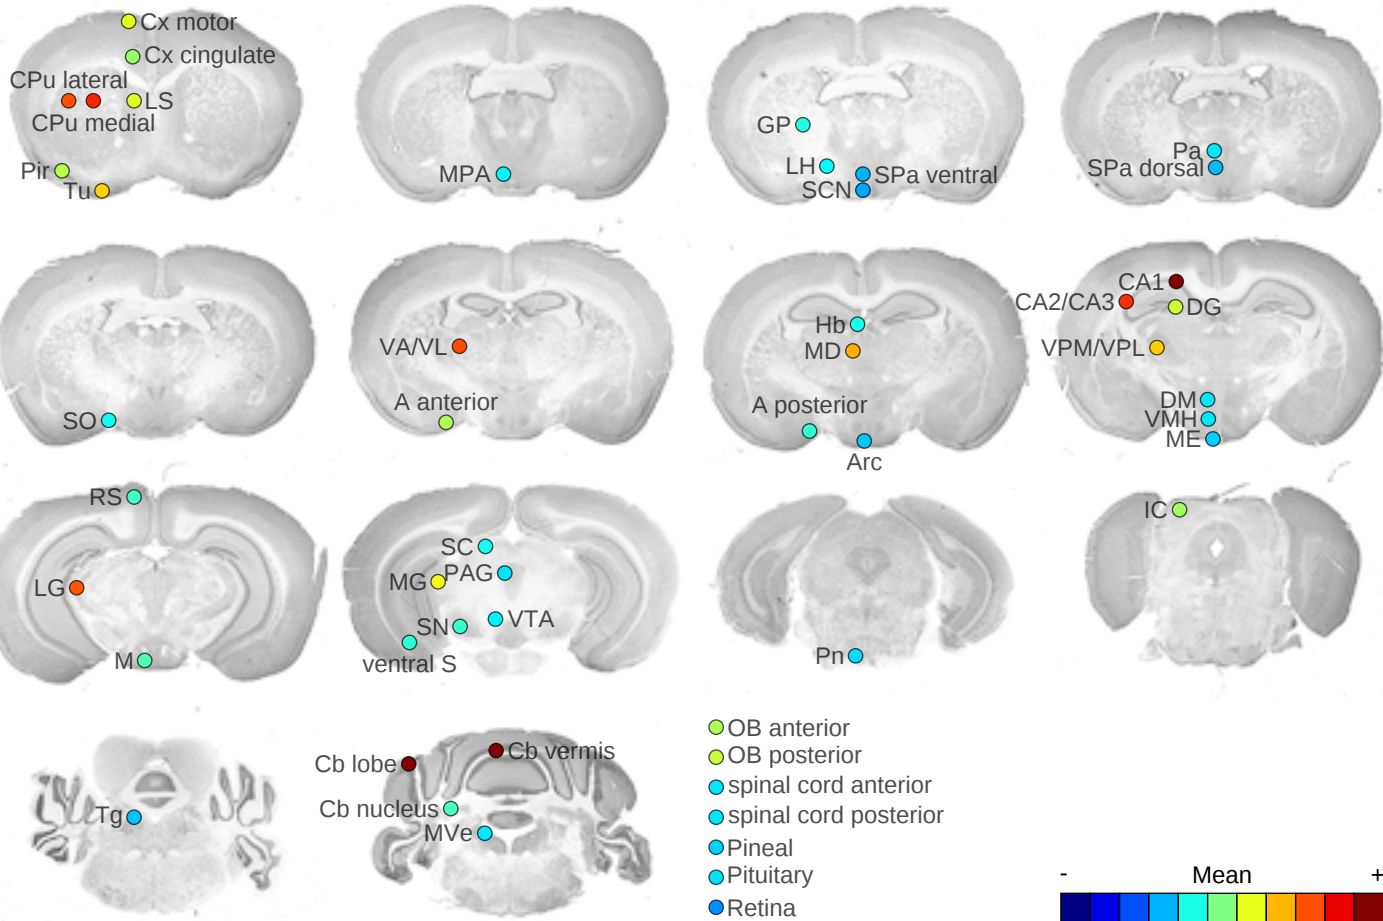 Cx motor
Cx cingulate
CPu lateral
LS
CPu medial
Pir
Tu
MPA
GP
LH
SPa ventral
SCN
Pa
SPa dorsal
SO
VA/VL
A anterior
Hb
MD
A posterior
Arc
CA1
CA2/CA3
DG
VPM/VPL
DM
VMH
ME
RS
LG
M
SC
PAG
MG
VTA
SN
ventral S
Pn
IC
Tg
Cb lobe
Cb vermis
Cb nucleus
MVe
OB anterior
OB posterior
spinal cord anterior
spinal cord posterior
Pineal
Pituitary
Retina
- Mean +